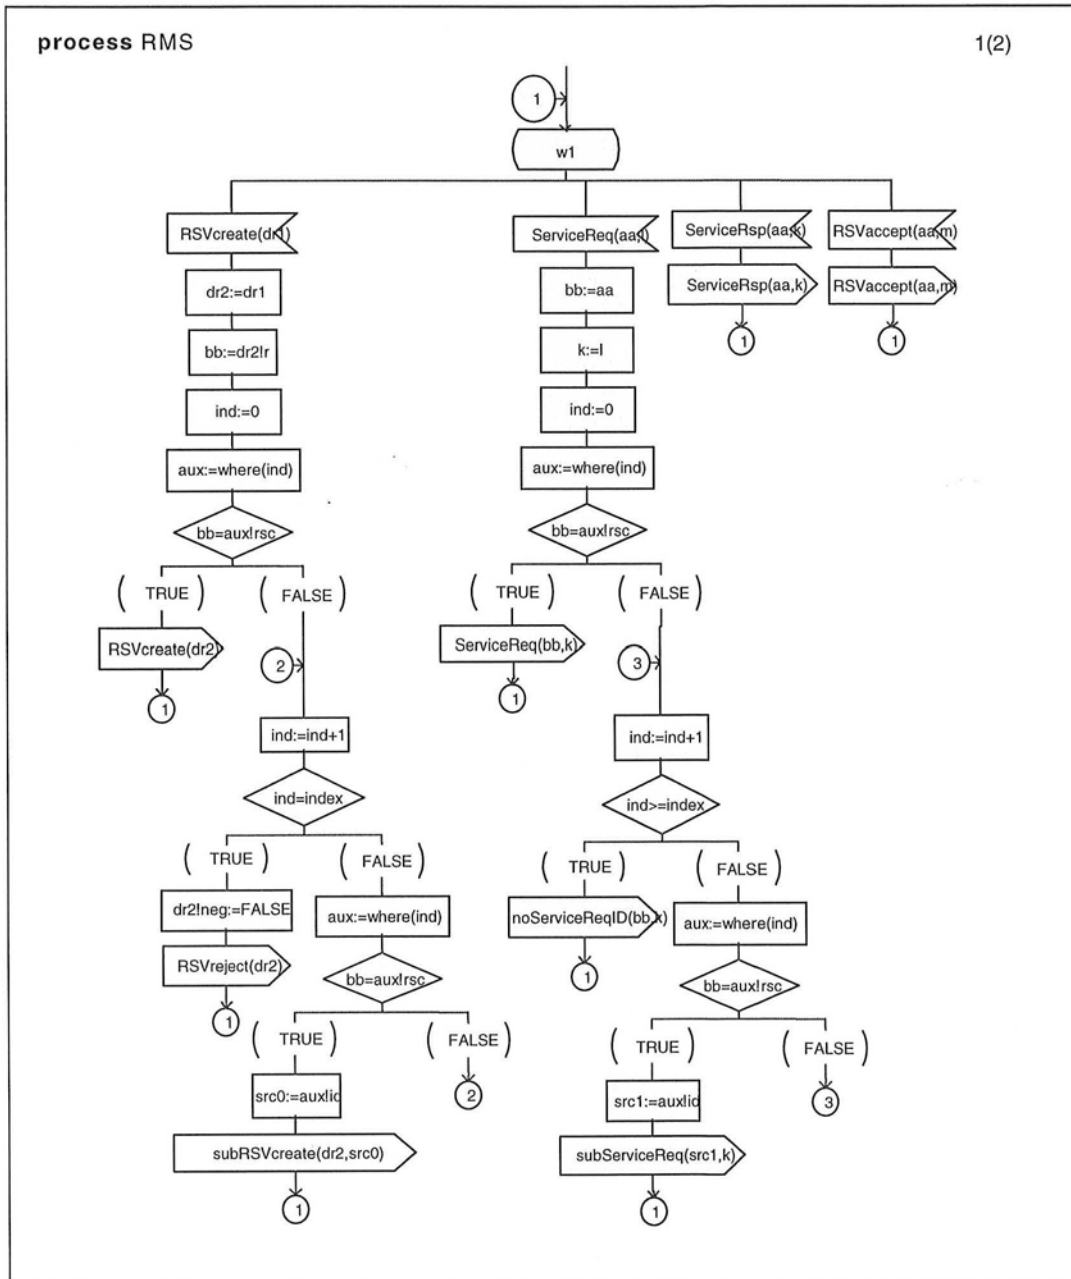 process RMS
1(2)
1
w1
RSVcreate(dr1)
ServiceReq(aa,l)
ServiceRsp(aa,k)
RSVaccept(aa,m)
dr2:=dr1
bb:=aa
ServiceRsp(aa,k)
RSVaccept(aa,m)
bb:=dr2!r
k:=l
1
1
ind:=0
ind:=0
aux:=where(ind)
aux:=where(ind)
bb=aux!rsc
bb=aux!rsc
( TRUE )
( FALSE )
( TRUE )
( FALSE )
RSVcreate(dr2)
ServiceReq(bb,k)
2
3
1
1
ind:=ind+1
ind:=ind+1
ind=index
ind>=index
( TRUE )
( FALSE )
( TRUE )
( FALSE )
dr2!neg:=FALSE
aux:=where(ind)
noServiceReqID(bb,k)
aux:=where(ind)
RSVreject(dr2)
bb=aux!rsc
1
bb=aux!rsc
1
( TRUE )
( FALSE )
( TRUE )
( FALSE )
src0:=aux!id
2
src1:=aux!id
3
subRSVcreate(dr2,src0)
subServiceReq(src1,k)
1
1